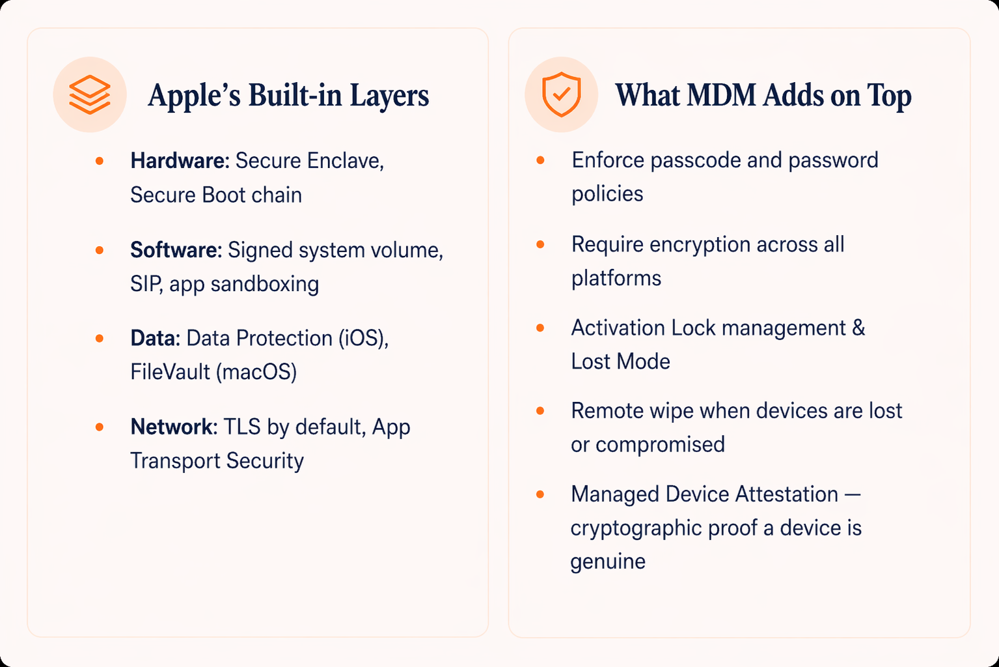 Apple’s Built-in Layers
Hardware: Secure Enclave,
Secure Boot chain
Software: Signed system volume,
SIP, app sandboxing
Data: Data Protection (iOS),
FileVault (macOS)
Network: TLS by default, App
Transport Security
What MDM Adds on Top
Enforce passcode and password
policies
Require encryption across all
platforms
Activation Lock management &
Lost Mode
Remote wipe when devices are lost
or compromised
Managed Device Attestation —
cryptographic proof a device is
genuine